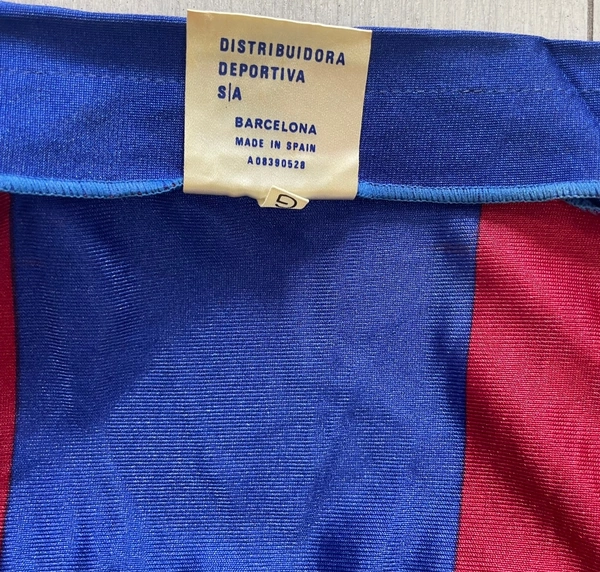 DISTRIBUIDORA
DEPORTIVA
S|A
BARCELONA
MADE IN SPAIN
A08390528
G